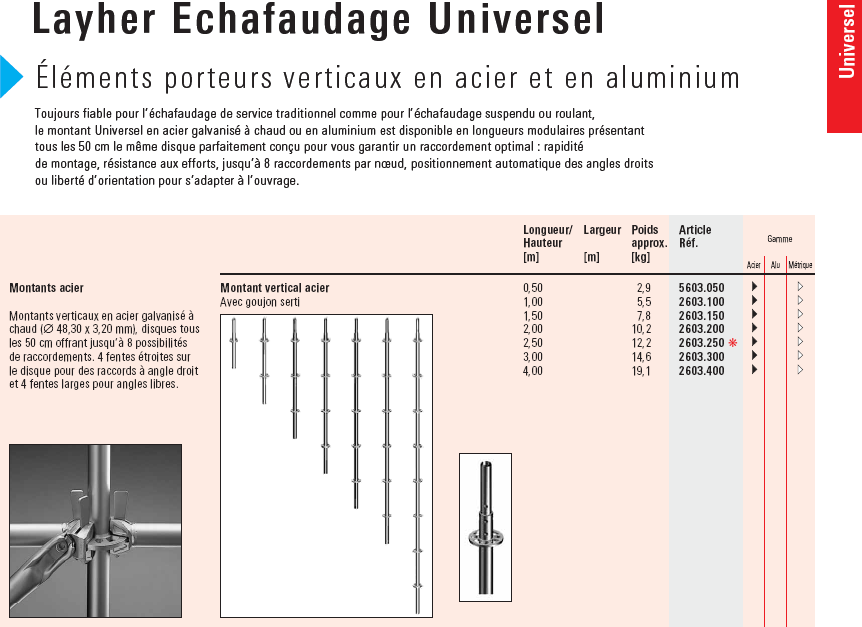 Layher Echafaudage Universel
Universel
Éléments porteurs verticaux en acier et en aluminium
Toujours fiable pour l'échafaudage de service traditionnel comme pour l'échafaudage suspendu ou roulant,
le montant Universel en acier galvanisé à chaud ou en aluminium est disponible en longueurs modulaires présentant
tous les 50 cm le même disque parfaitement conçu pour vous garantir un raccordement optimal : rapidité
de montage, résistance aux efforts, jusqu'à 8 raccordements par nœud, positionnement automatique des angles droits
ou liberté d'orientation pour s'adapter à l'ouvrage.
Longueur/ Largeur Poids Article
Hauteur approx. Réf. Gamme
[m] [m] [kg]
Acier Alu Métrique
Montants acier
Montants verticaux en acier galvanisé à
chaud (∅ 48,30 x 3,20 mm), disques tous
les 50 cm offrant jusqu'à 8 possibilités
de raccordements. 4 fentes étroites sur
le disque pour des raccords à angle droit
et 4 fentes larges pour angles libres.
Montant vertical acier
Avec goujon serti
0,50 2,9 5603.050
1,00 5,5 2603.100
1,50 7,8 2603.150
2,00 10,2 2603.200
2,50 12,2 2603.250 ❋
3,00 14,6 2603.300
4,00 19,1 2603.400